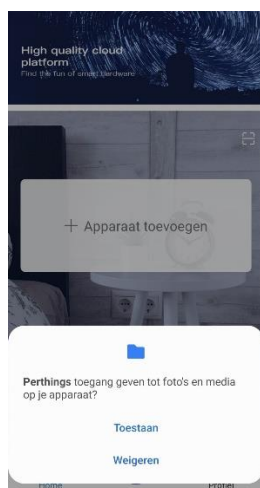 High quality cloud
platform
Find the fun of smart hardware
+ Apparaat toevoegen
Perthings toegang geven tot foto's en media
op je apparaat?
Toestaan
Weigeren
Home
Profiel